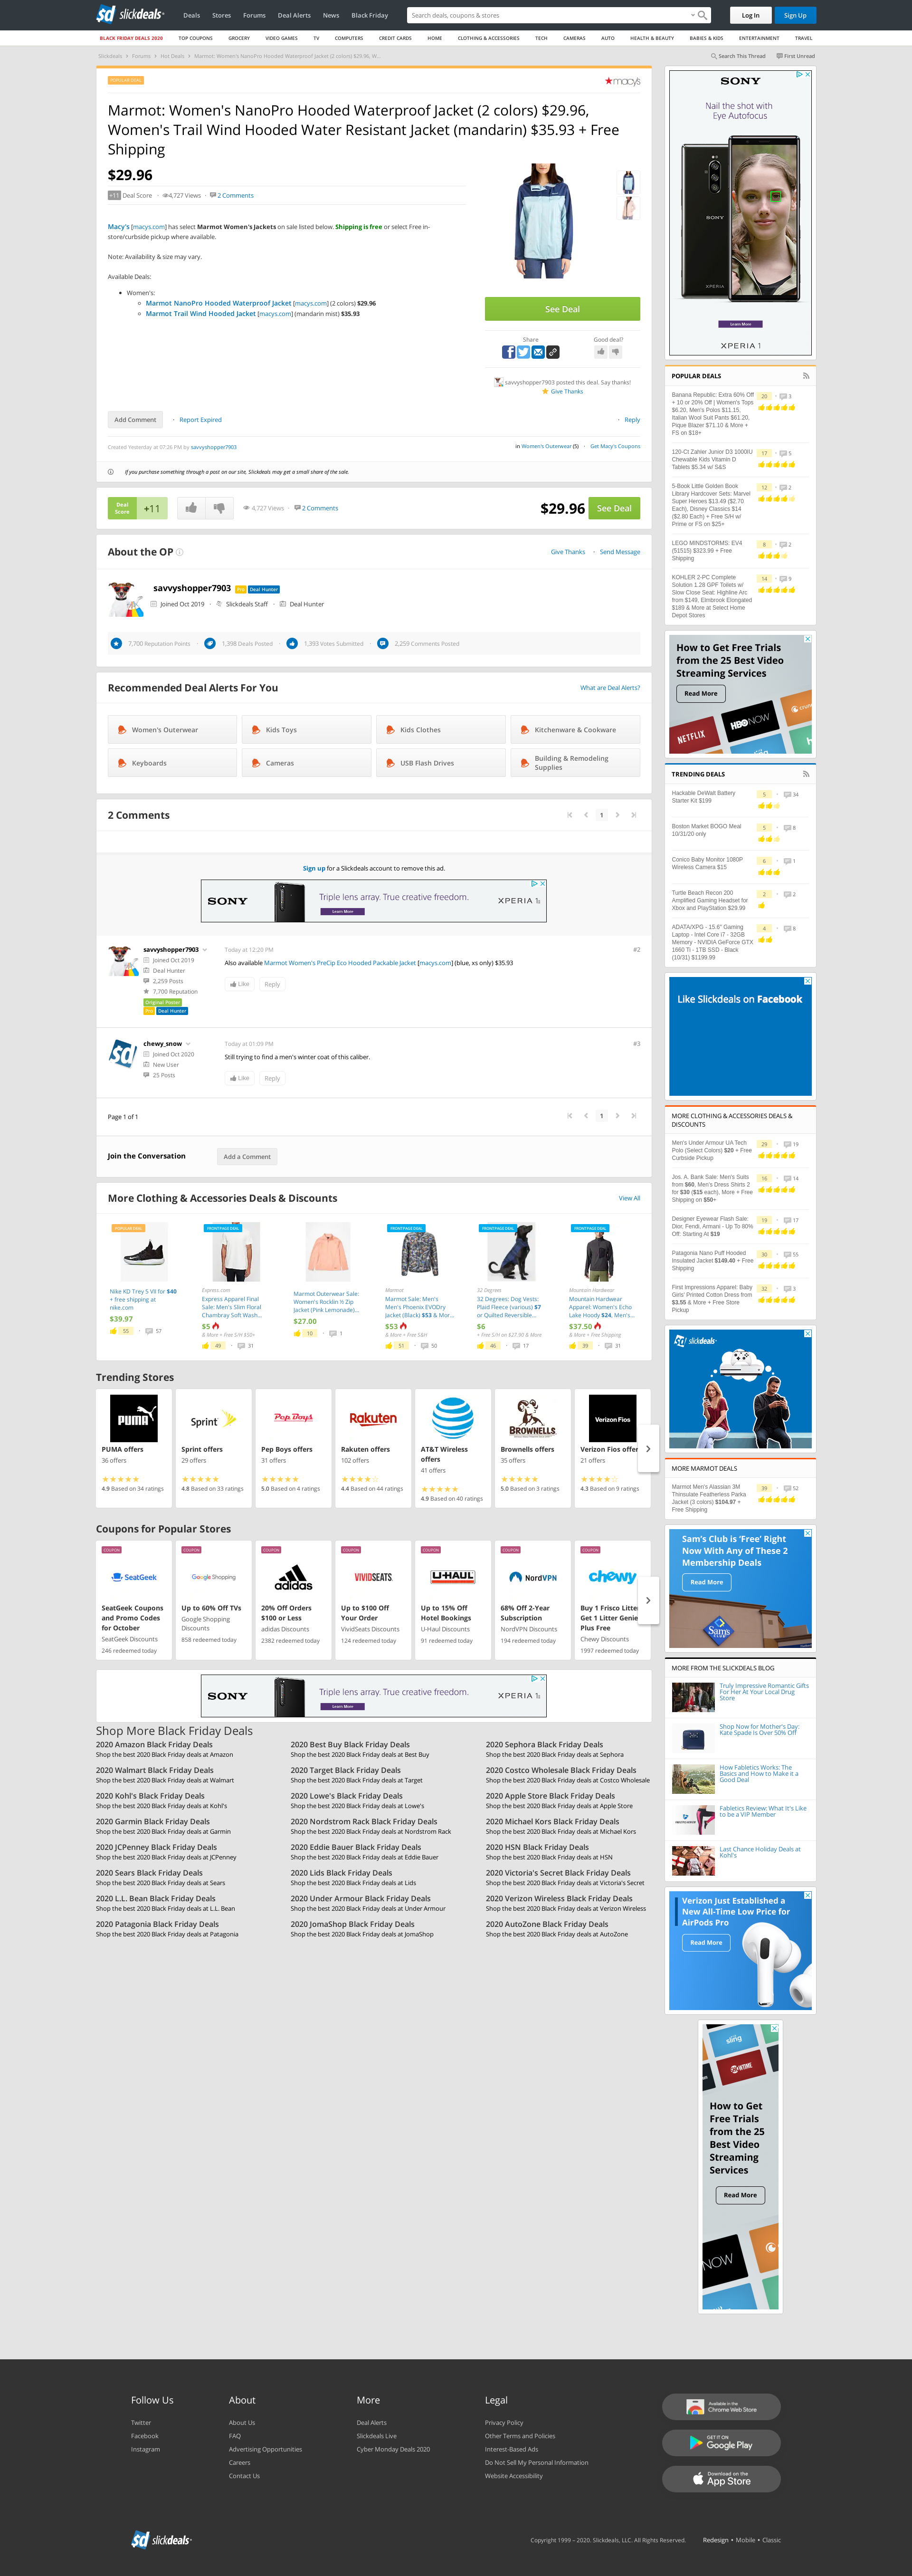 slickdeals
Deals Stores Forums Deal Alerts News Black Friday
Search deals, coupons & stores
Log In
Sign Up
BLACK FRIDAY DEALS 2020 TOP COUPONS GROCERY VIDEO GAMES TV COMPUTERS CREDIT CARDS HOME CLOTHING & ACCESSORIES TECH CAMERAS AUTO HEALTH & BEAUTY BABIES & KIDS ENTERTAINMENT TRAVEL
Slickdeals Forums Hot Deals Marmot: Women's NanoPro Hooded Waterproof Jacket (2 colors) $29.96, W...
Search This Thread First Unread
POPULAR DEAL
macy's
Marmot: Women's NanoPro Hooded Waterproof Jacket (2 colors) $29.96,
Women's Trail Wind Hooded Water Resistant Jacket (mandarin) $35.93 + Free
Shipping
$29.96
+11 Deal Score 4,727 Views 2 Comments
Macy's [macys.com] has select Marmot Women's Jackets on sale listed below. Shipping is free or select Free in-
store/curbside pickup where available.
Note: Availability & size may vary.
Available Deals:
Women's:
Marmot NanoPro Hooded Waterproof Jacket [macys.com] (2 colors) $29.96
Marmot Trail Wind Hooded Jacket [macys.com] (mandarin mist) $35.93
See Deal
Share
Good deal?
savvyshopper7903 posted this deal. Say thanks!
Give Thanks
Add Comment
Report Expired
Reply
Created Yesterday at 07:26 PM by savvyshopper7903
in Women's Outerwear (5) Get Macy's Coupons
If you purchase something through a post on our site, Slickdeals may get a small share of the sale.
Deal
Score
+11
4,727 Views 2 Comments
$29.96
See Deal
About the OP
Give Thanks Send Message
savvyshopper7903 Pro Deal Hunter
Joined Oct 2019 Slickdeals Staff Deal Hunter
7,700 Reputation Points 1,398 Deals Posted 1,393 Votes Submitted 2,259 Comments Posted
Recommended Deal Alerts For You
What are Deal Alerts?
Women's Outerwear
Kids Toys
Kids Clothes
Kitchenware & Cookware
Keyboards
Cameras
USB Flash Drives
Building & Remodeling
Supplies
2 Comments
1
Sign up for a Slickdeals account to remove this ad.
SONY
Triple lens array. True creative freedom.
Learn More
XPERIA 1
savvyshopper7903
Joined Oct 2019
Deal Hunter
2,259 Posts
7,700 Reputation
Original Poster
Pro Deal Hunter
Today at 12:20 PM
#2
Also available Marmot Women's PreCip Eco Hooded Packable Jacket [macys.com] (blue, xs only) $35.93
Like
Reply
chewy_snow
Joined Oct 2020
New User
25 Posts
Today at 01:09 PM
#3
Still trying to find a men's winter coat of this caliber.
Like
Reply
Page 1 of 1
1
Join the Conversation
Add a Comment
More Clothing & Accessories Deals & Discounts
View All
POPULAR DEAL
Nike KD Trey 5 VII for $40
+ free shipping at
nike.com
$39.97
55 57
FRONTPAGE DEAL
Express.com
Express Apparel Final
Sale: Men's Slim Floral
Chambray Soft Wash...
$5
& More + Free S/H $50+
49 31
Marmot Outerwear Sale:
Women's Rocklin ½ Zip
Jacket (Pink Lemonade)...
$27.00
10 1
FRONTPAGE DEAL
Marmot
Marmot Sale: Men's
Men's Phoenix EVODry
Jacket (Black) $53 & Mor...
$53
& More + Free S&H
51 50
FRONTPAGE DEAL
32 Degrees
32 Degrees: Dog Vests:
Plaid Fleece (various) $7
or Quilted Reversible...
$6
+ Free S/H on $27.90 & More
46 17
FRONTPAGE DEAL
Mountain Hardwear
Mountain Hardwear
Apparel: Women's Echo
Lake Hoody $24, Men's...
$37.50
& More + Free Shipping
39 31
Trending Stores
PUMA
PUMA offers
36 offers
4.9 Based on 34 ratings
Sprint
Sprint offers
29 offers
4.8 Based on 33 ratings
Pep Boys
Pep Boys offers
31 offers
5.0 Based on 4 ratings
Rakuten
Rakuten offers
102 offers
4.4 Based on 44 ratings
AT&T Wireless
offers
41 offers
4.9 Based on 40 ratings
BROWNELLS
Brownells offers
35 offers
5.0 Based on 3 ratings
Verizon Fios
Verizon Fios offer
21 offers
4.3 Based on 9 ratings
Coupons for Popular Stores
COUPON
SeatGeek
SeatGeek Coupons
and Promo Codes
for October
SeatGeek Discounts
246 redeemed today
COUPON
Google Shopping
Up to 60% Off TVs
Google Shopping
Discounts
858 redeemed today
COUPON
adidas
20% Off Orders
$100 or Less
adidas Discounts
2382 redeemed today
COUPON
VIVIDSEATS
Up to $100 Off
Your Order
VividSeats Discounts
124 redeemed today
COUPON
U-HAUL
Up to 15% Off
Hotel Bookings
U-Haul Discounts
91 redeemed today
COUPON
NordVPN
68% Off 2-Year
Subscription
NordVPN Discounts
194 redeemed today
COUPON
chewy
Buy 1 Frisco Litter
Get 1 Litter Genie
Plus Free
Chewy Discounts
1997 redeemed today
SONY
Triple lens array. True creative freedom.
Learn More
XPERIA 1
Shop More Black Friday Deals
2020 Amazon Black Friday Deals
Shop the best 2020 Black Friday deals at Amazon
2020 Best Buy Black Friday Deals
Shop the best 2020 Black Friday deals at Best Buy
2020 Sephora Black Friday Deals
Shop the best 2020 Black Friday deals at Sephora
2020 Walmart Black Friday Deals
Shop the best 2020 Black Friday deals at Walmart
2020 Target Black Friday Deals
Shop the best 2020 Black Friday deals at Target
2020 Costco Wholesale Black Friday Deals
Shop the best 2020 Black Friday deals at Costco Wholesale
2020 Kohl's Black Friday Deals
Shop the best 2020 Black Friday deals at Kohl's
2020 Lowe's Black Friday Deals
Shop the best 2020 Black Friday deals at Lowe's
2020 Apple Store Black Friday Deals
Shop the best 2020 Black Friday deals at Apple Store
2020 Garmin Black Friday Deals
Shop the best 2020 Black Friday deals at Garmin
2020 Nordstrom Rack Black Friday Deals
Shop the best 2020 Black Friday deals at Nordstrom Rack
2020 Michael Kors Black Friday Deals
Shop the best 2020 Black Friday deals at Michael Kors
2020 JCPenney Black Friday Deals
Shop the best 2020 Black Friday deals at JCPenney
2020 Eddie Bauer Black Friday Deals
Shop the best 2020 Black Friday deals at Eddie Bauer
2020 HSN Black Friday Deals
Shop the best 2020 Black Friday deals at HSN
2020 Sears Black Friday Deals
Shop the best 2020 Black Friday deals at Sears
2020 Lids Black Friday Deals
Shop the best 2020 Black Friday deals at Lids
2020 Victoria's Secret Black Friday Deals
Shop the best 2020 Black Friday deals at Victoria's Secret
2020 L.L. Bean Black Friday Deals
Shop the best 2020 Black Friday deals at L.L. Bean
2020 Under Armour Black Friday Deals
Shop the best 2020 Black Friday deals at Under Armour
2020 Verizon Wireless Black Friday Deals
Shop the best 2020 Black Friday deals at Verizon Wireless
2020 Patagonia Black Friday Deals
Shop the best 2020 Black Friday deals at Patagonia
2020 JomaShop Black Friday Deals
Shop the best 2020 Black Friday deals at JomaShop
2020 AutoZone Black Friday Deals
Shop the best 2020 Black Friday deals at AutoZone
SONY
Nail the shot with
Eye Autofocus
SONY
XPERIA
Learn More
XPERIA 1
POPULAR DEALS
Banana Republic: Extra 60% Off
+ 10 or 20% Off | Women's Tops
$6.20, Men's Polos $11.15,
Italian Wool Suit Pants $61.20,
Pique Blazer $71.10 & More +
FS on $18+
20 3
120-Ct Zahler Junior D3 1000IU
Chewable Kids Vitamin D
Tablets $5.34 w/ S&S
17 5
5-Book Little Golden Book
Library Hardcover Sets: Marvel
Super Heroes $13.49 ($2.70
Each), Disney Classics $14
($2.80 Each) + Free S/H w/
Prime or FS on $25+
12 2
LEGO MINDSTORMS: EV4
(51515) $323.99 + Free
Shipping
8 2
KOHLER 2-PC Complete
Solution 1.28 GPF Toilets w/
Slow Close Seat: Highline Arc
from $149, Elmbrook Elongated
$189 & More at Select Home
Depot Stores
14 9
How to Get Free Trials
from the 25 Best Video
Streaming Services
Read More
NETFLIX
HBO NOW
TRENDING DEALS
Hackable DeWalt Battery
Starter Kit $199
5 34
Boston Market BOGO Meal
10/31/20 only
5 8
Conico Baby Monitor 1080P
Wireless Camera $15
6 1
Turtle Beach Recon 200
Amplified Gaming Headset for
Xbox and PlayStation $29.99
2 2
ADATA/XPG - 15.6" Gaming
Laptop - Intel Core i7 - 32GB
Memory - NVIDIA GeForce GTX
1660 Ti - 1TB SSD - Black
(10/31) $1199.99
4 8
Like Slickdeals on Facebook
MORE CLOTHING & ACCESSORIES DEALS &
DISCOUNTS
Men's Under Armour UA Tech
Polo (Select Colors) $20 + Free
Curbside Pickup
29 19
Jos. A. Bank Sale: Men's Suits
from $60, Men's Dress Shirts 2
for $30 ($15 each), More + Free
Shipping on $50+
16 14
Designer Eyewear Flash Sale:
Dior, Fendi, Armani - Up To 80%
Off: Starting At $19
19 17
Patagonia Nano Puff Hooded
Insulated Jacket $149.40 + Free
Shipping
30 55
First Impressions Apparel: Baby
Girls' Printed Cotton Dress from
$3.55 & More + Free Store
Pickup
32 3
slickdeals
MORE MARMOT DEALS
Marmot Men's Alassian 3M
Thinsulate Featherless Parka
Jacket (3 colors) $104.97 +
Free Shipping
39 52
Sam's Club is 'Free' Right
Now With Any of These 2
Membership Deals
Read More
Sam's
MORE FROM THE SLICKDEALS BLOG
Truly Impressive Romantic Gifts
For Her At Your Local Drug
Store
Shop Now for Mother's Day:
Kate Spade Is Over 50% Off
How Fabletics Works: The
Basics and How to Make it a
Good Deal
Fabletics Review: What It's Like
to be a VIP Member
Last Chance Holiday Deals at
Kohl's
Verizon Just Established a
New All-Time Low Price for
AirPods Pro
Read More
sling
SHOWTIME
How to Get
Free Trials
from the 25
Best Video
Streaming
Services
Read More
NOW
Follow Us
Twitter
Facebook
Instagram
About
About Us
FAQ
Advertising Opportunities
Careers
Contact Us
More
Deal Alerts
Slickdeals Live
Cyber Monday Deals 2020
Legal
Privacy Policy
Other Terms and Policies
Interest-Based Ads
Do Not Sell My Personal Information
Website Accessibility
Available in the
Chrome Web Store
GET IT ON
Google Play
Download on the
App Store
slickdeals
Copyright 1999 – 2020. Slickdeals, LLC. All Rights Reserved.
Redesign • Mobile • Classic